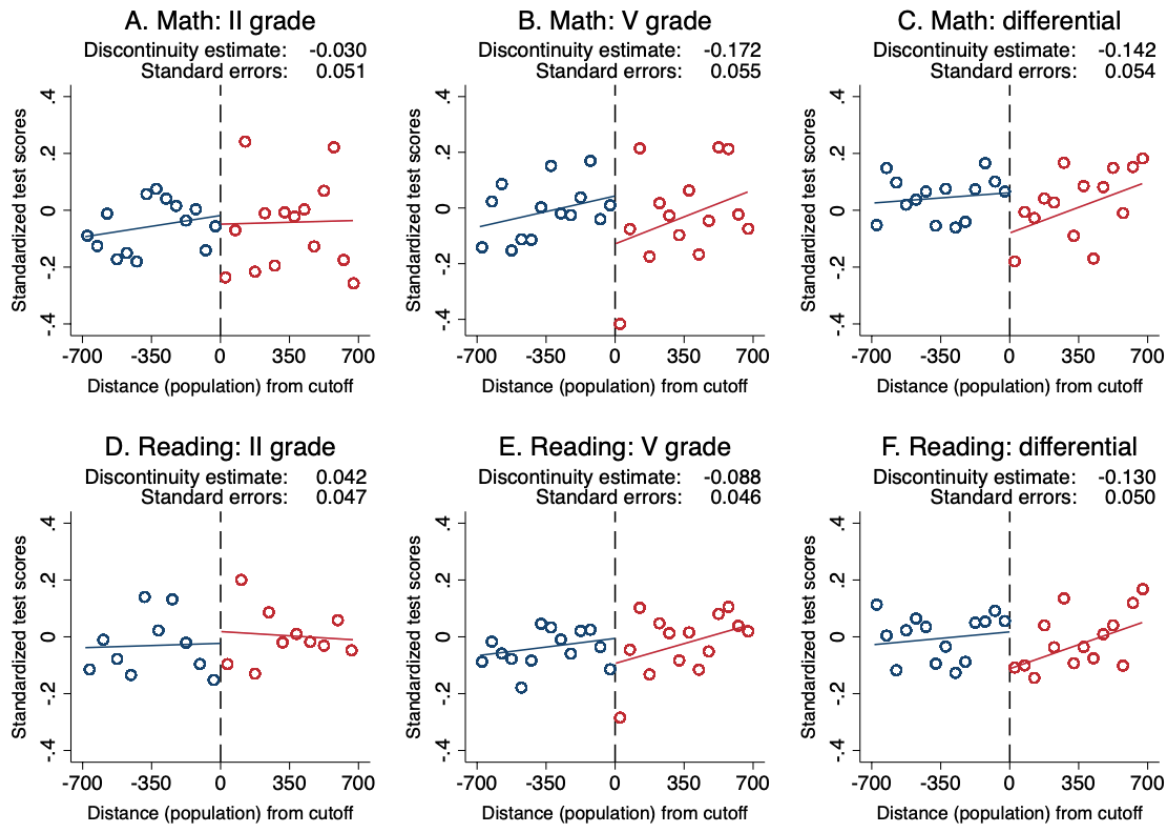 A. Math: II grade
Discontinuity estimate: -0.030
Standard errors: 0.051
Standardized test scores
.4
.2
0
-.2
-.4
-700 -350 0 350 700
Distance (population) from cutoff
B. Math: V grade
Discontinuity estimate: -0.172
Standard errors: 0.055
Standardized test scores
.4
.2
0
-.2
-.4
-700 -350 0 350 700
Distance (population) from cutoff
C. Math: differential
Discontinuity estimate: -0.142
Standard errors: 0.054
Standardized test scores
.4
.2
0
-.2
-.4
-700 -350 0 350 700
Distance (population) from cutoff
D. Reading: II grade
Discontinuity estimate: 0.042
Standard errors: 0.047
Standardized test scores
.4
.2
0
-.2
-.4
-700 -350 0 350 700
Distance (population) from cutoff
E. Reading: V grade
Discontinuity estimate: -0.088
Standard errors: 0.046
Standardized test scores
.4
.2
0
-.2
-.4
-700 -350 0 350 700
Distance (population) from cutoff
F. Reading: differential
Discontinuity estimate: -0.130
Standard errors: 0.050
Standardized test scores
.4
.2
0
-.2
-.4
-700 -350 0 350 700
Distance (population) from cutoff